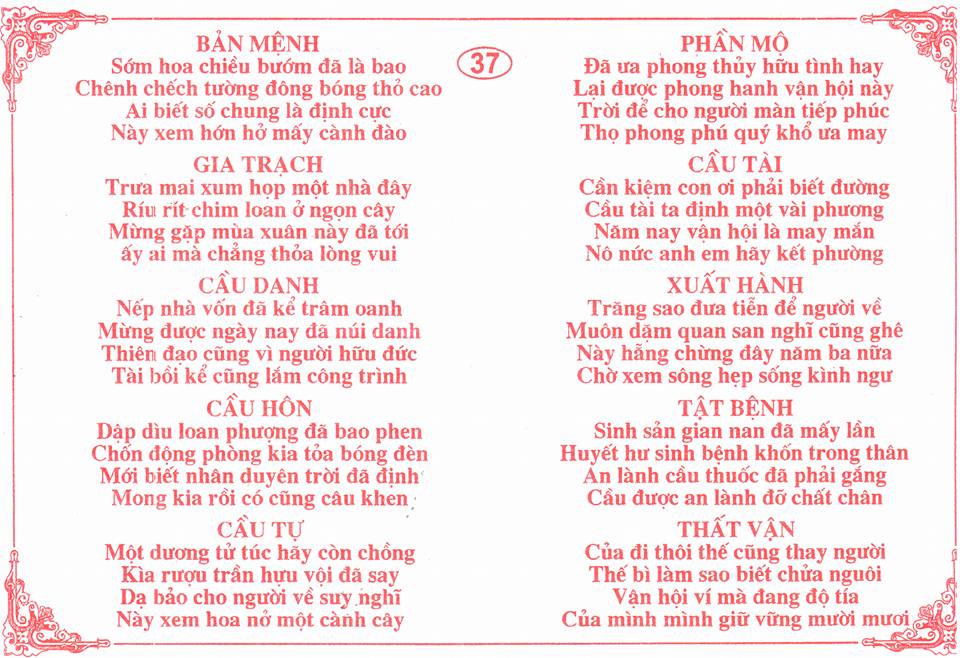 37
BẢN MỆNH
Sớm hoa chiều bướm đã là bao
Chênh chếch tường đông bóng thỏ cao
Ai biết số chung là định cực
Này xem hớn hở mấy cành đào
GIA TRẠCH
Trưa mai xum họp một nhà đây
Ríu rít chim loan ở ngọn cây
Mừng gặp mùa xuân này đã tới
ấy ai mà chẳng thỏa lòng vui
CẦU DANH
Nếp nhà vốn đã kể trâm oanh
Mừng được ngày nay đã núi danh
Thiên đạo cũng vì người hữu đức
Tài bồi kể cũng lắm công trình
CẦU HÔN
Dập dìu loan phượng đã bao phen
Chốn động phòng kia tỏa bóng đèn
Mới biết nhân duyên trời đã định
Mong kia rồi có cũng câu khen
CẦU TỰ
Một dương tử túc hãy còn chồng
Kìa rượu trần hựu vội đã say
Dạ bảo cho người về suy nghĩ
Này xem hoa nở một cành cây
PHẦN MỘ
Đã ưa phong thủy hữu tình hay
Lại được phong hanh vận hội này
Trời để cho người màn tiếp phúc
Thọ phong phú quý khổ ưa may
CẦU TÀI
Cần kiệm con ơi phải biết đường
Cầu tài ta định một vài phương
Năm nay vận hội là may mắn
Nô nức anh em hãy kết phường
XUẤT HÀNH
Trăng sao đưa tiễn để người về
Muôn dặm quan san nghĩ cũng ghê
Này hẵng chừng đây năm ba nữa
Chờ xem sông hẹp sống kình ngư
TẬT BỆNH
Sinh sản gian nan đã mấy lần
Huyết hư sinh bệnh khốn trong thân
An lành cầu thuốc đã phải gắng
Cầu được an lành đỡ chất chân
THẤT VẬN
Của đi thôi thế cũng thay người
Thế bì làm sao biết chửa nguôi
Vận hội ví mà đang độ tía
Của mình mình giữ vững mười mươi